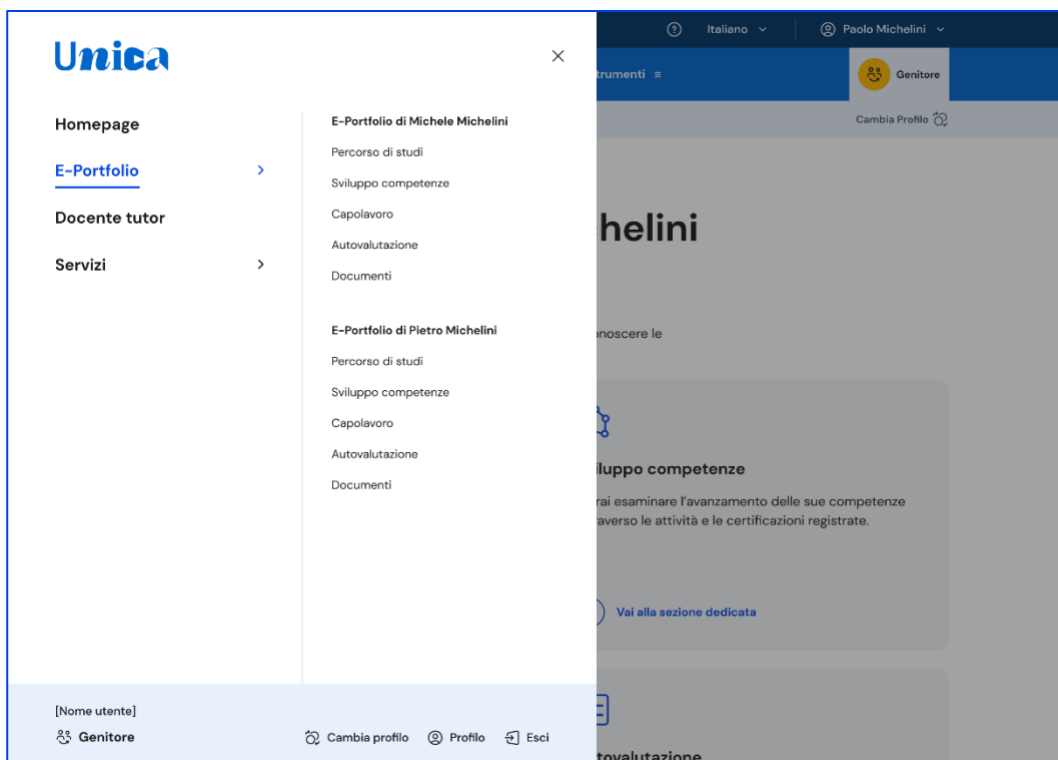 Unica
Homepage
E-Portfolio
Docente tutor
Servizi
E-Portfolio di Michele Michelini
Percorso di studi
Sviluppo competenze
Capolavoro
Autovalutazione
Documenti
E-Portfolio di Pietro Michelini
Percorso di studi
Sviluppo competenze
Capolavoro
Autovalutazione
Documenti
[Nome utente]
Genitore
Cambia profilo
Profilo
Esci
Italiano
Paolo Michelini
trumenti
Genitore
Cambia Profilo
helini
noscere le
iluppo competenze
rai esaminare l'avanzamento delle sue competenze
averso le attività e le certificazioni registrate.
Vai alla sezione dedicata
tovalutazione